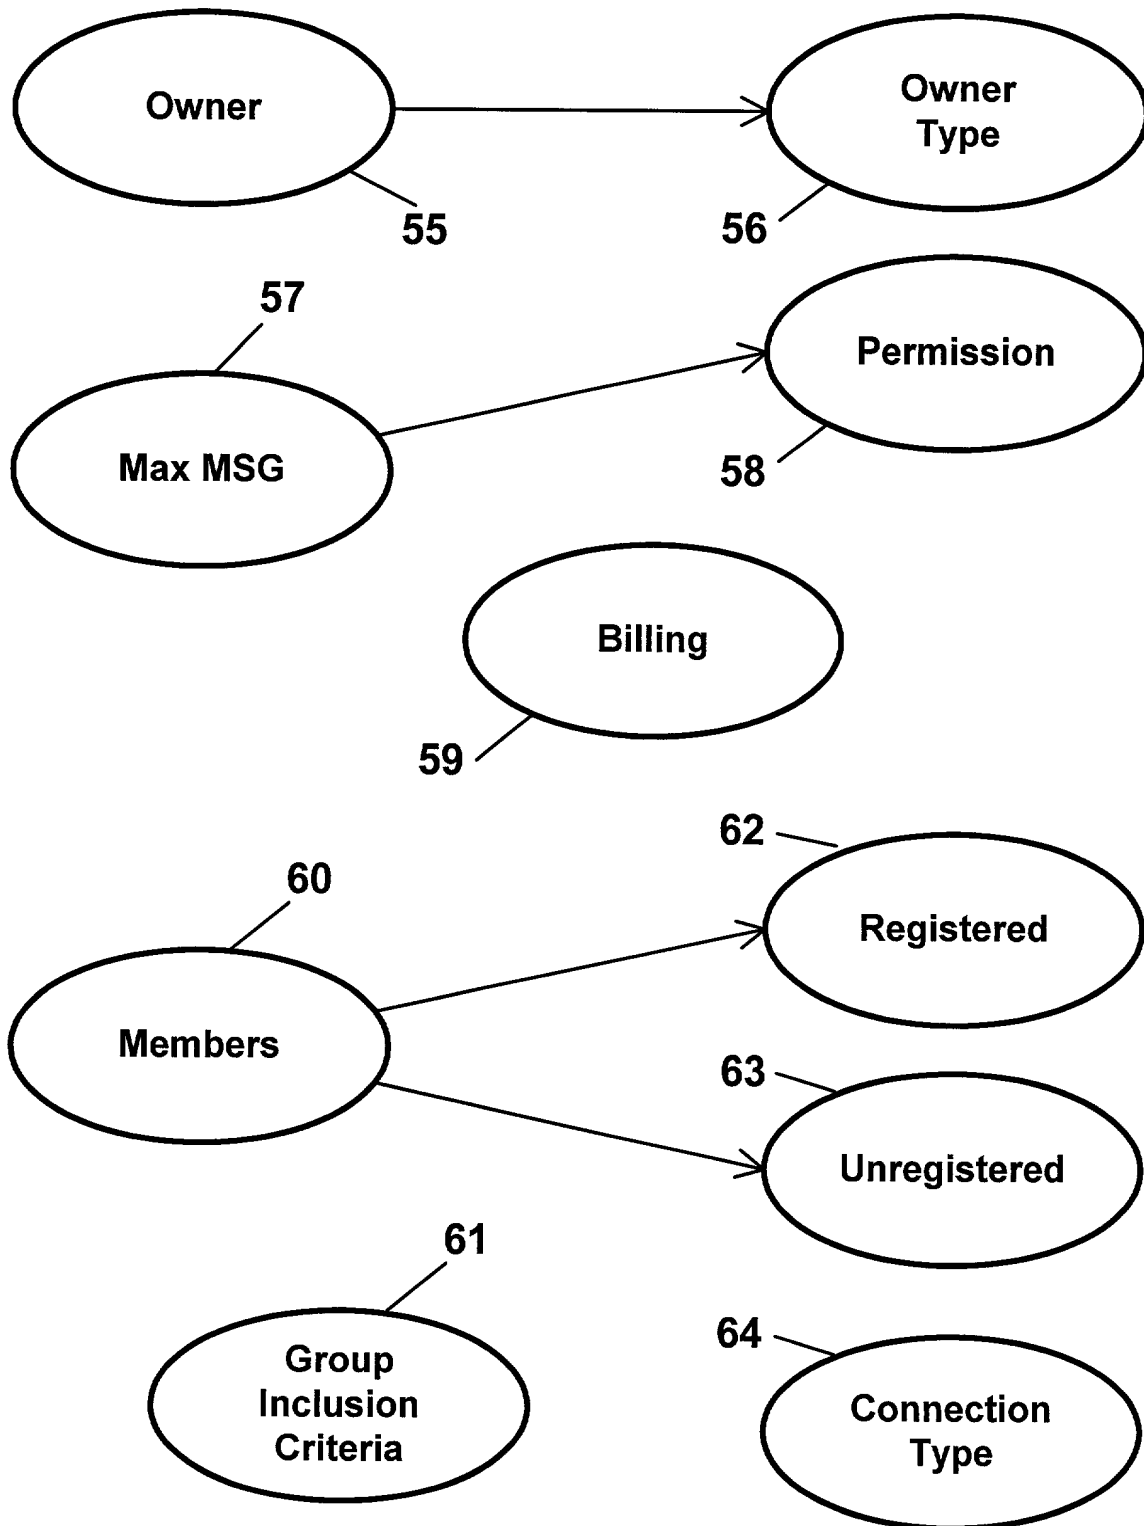 Owner
Owner
Type
55
56
57
Permission
Max MSG
58
Billing
59
62
60
Registered
Members
63
Unregistered
61
64
Group
Inclusion
Criteria
Connection
Type